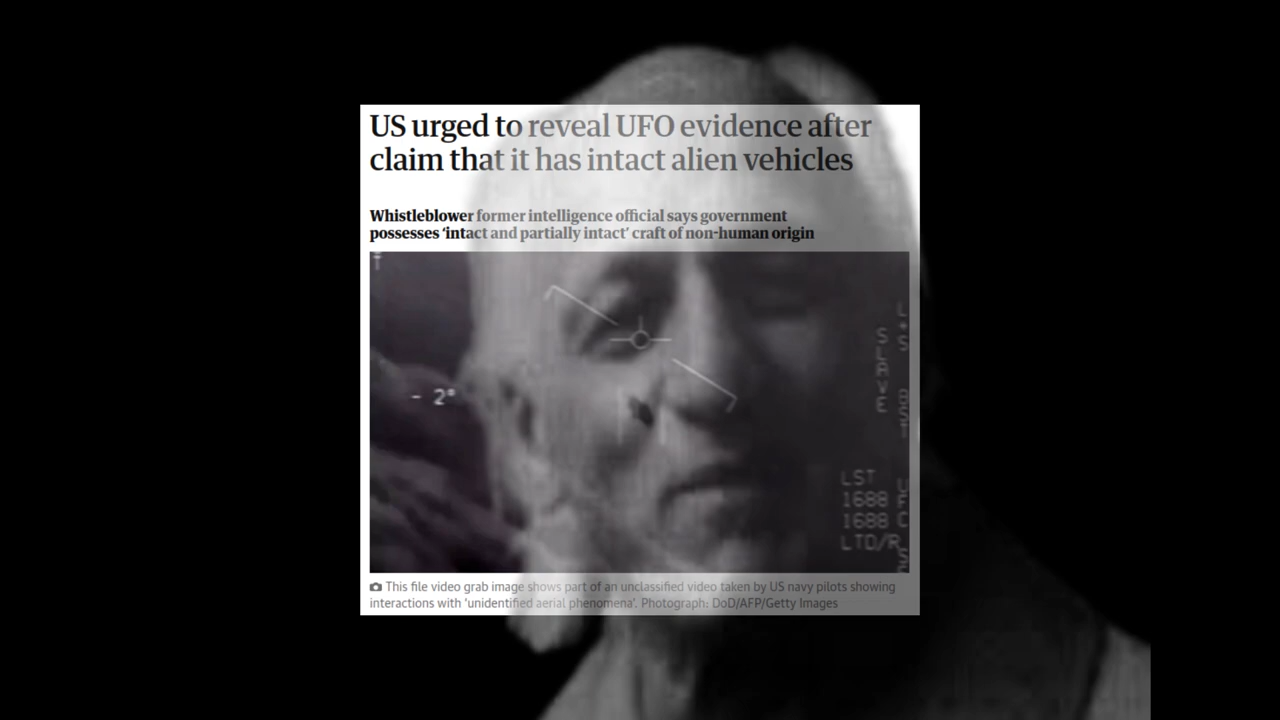 US urged to reveal UFO evidence after
claim that it has intact alien vehicles
Whistleblower former intelligence official says government
possesses ‘intact and partially intact’ craft of non-human origin
- 2°
L+S
SLAVE
LST
1688
1688
LTD/R
This file video grab image shows part of an unclassified video taken by US navy pilots showing
interactions with 'unidentified aerial phenomena'. Photograph: DoD/AFP/Getty Images